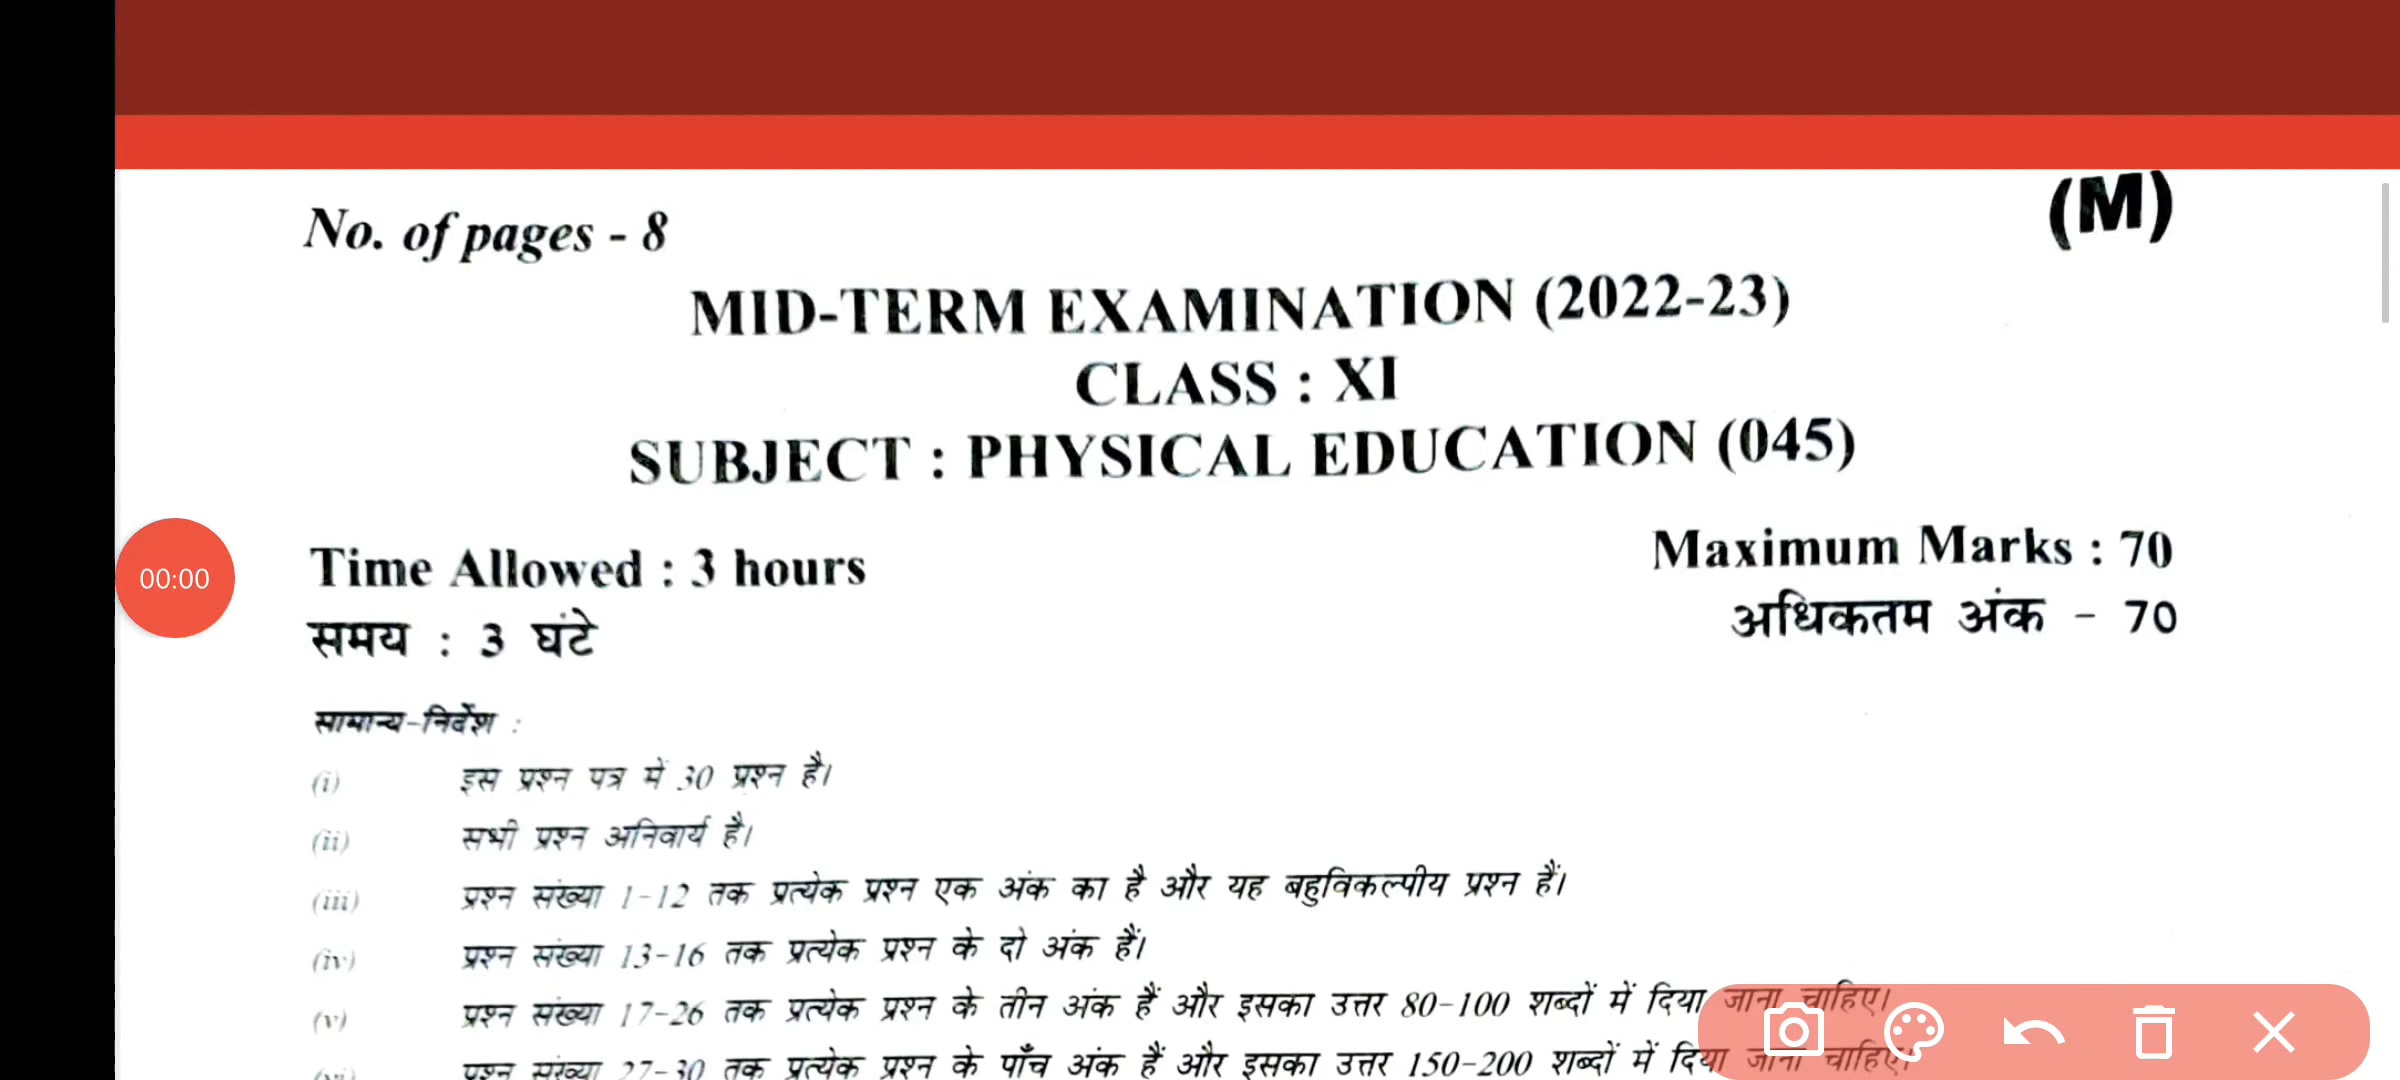 No. of pages - 8
(M)
MID-TERM EXAMINATION (2022-23)
CLASS : XI
SUBJECT : PHYSICAL EDUCATION (045)
Time Allowed : 3 hours
Maximum Marks : 70
समय : 3 घंटे
अधिकतम अंक - 70
00:00
सामान्य-निर्देश :
(i) इस प्रश्न पत्र में 30 प्रश्न है।
(ii) सभी प्रश्न अनिवार्य है।
(iii) प्रश्न संख्या 1-12 तक प्रत्येक प्रश्न एक अंक का है और यह बहुविकल्पीय प्रश्न हैं।
(iv) प्रश्न संख्या 13-16 तक प्रत्येक प्रश्न के दो अंक हैं।
(v) प्रश्न संख्या 17-26 तक प्रत्येक प्रश्न के तीन अंक हैं और इसका उत्तर 80-100 शब्दों में दिया जाना चाहिए।
(vi) प्रश्न संख्या 27-30 तक प्रत्येक प्रश्न के पाँच अंक हैं और इसका उत्तर 150-200 शब्दों में दिया जाना चाहिए।